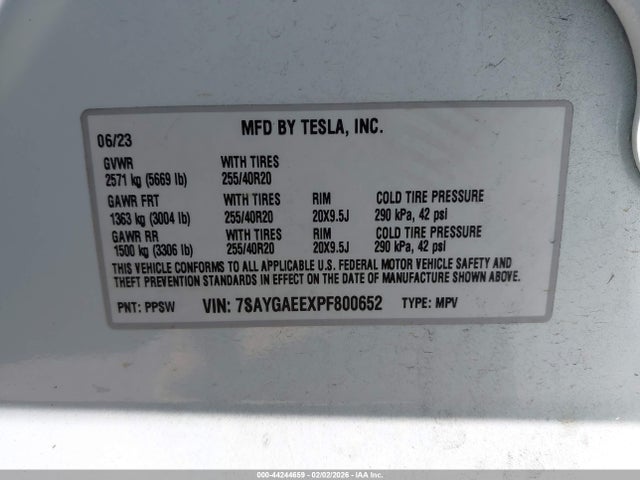 06/23 MFD BY TESLA, INC.
GVWR WITH TIRES
2571 kg (5669 lb) 255/40R20
GAWR FRT WITH TIRES RIM COLD TIRE PRESSURE
1363 kg (3004 lb) 255/40R20 20X9.5J 290 kPa, 42 psi
GAWR RR WITH TIRES RIM COLD TIRE PRESSURE
1500 kg (3306 lb) 255/40R20 20X9.5J 290 kPa, 42 psi
THIS VEHICLE CONFORMS TO ALL APPLICABLE U.S. FEDERAL MOTOR VEHICLE SAFETY AND
THEFT PREVENTION STANDARDS IN EFFECT ON THE DATE OF MANUFACTURE SHOWN ABOVE.
PNT: PPSW VIN: 7SAYGAEEXPF800652 TYPE: MPV
000-44244659 - 02/02/2026 - IAAI.COM